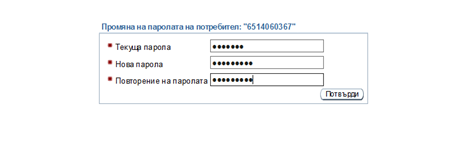 Промяна на паролата на потребител: "6514060367"
* Текуща парола •••••••
* Нова парола •••••••••
* Повторение на паролата •••••••••
Потвърди